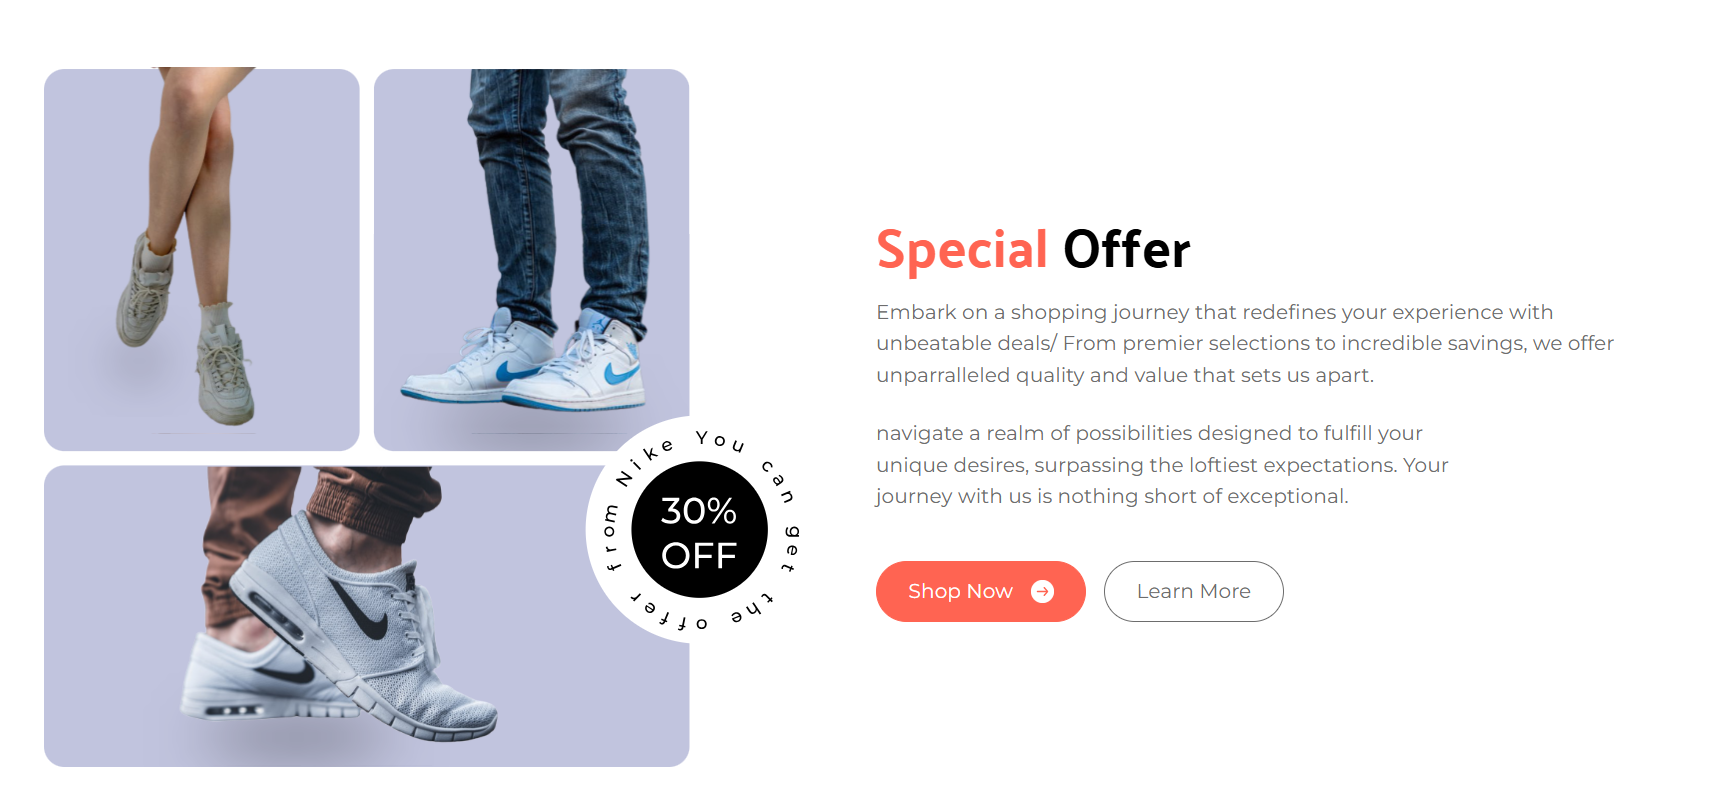 You can get the offer from Nike
30%
OFF
Special Offer
Embark on a shopping journey that redefines your experience with
unbeatable deals/ From premier selections to incredible savings, we offer
unparralleled quality and value that sets us apart.
navigate a realm of possibilities designed to fulfill your
unique desires, surpassing the loftiest expectations. Your
journey with us is nothing short of exceptional.
Shop Now
Learn More